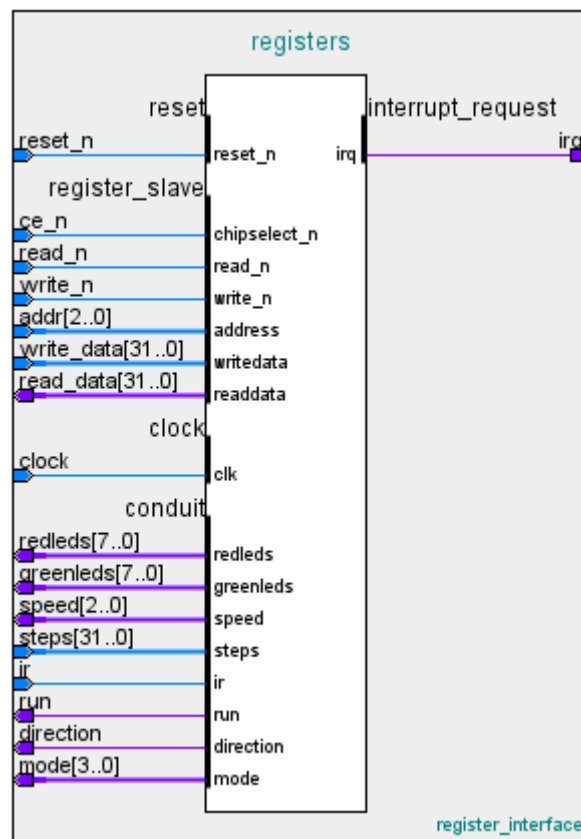 registers
reset interrupt_request
reset_n irq
reset_n irq
register_slave
ce_n
chipselect_n
read_n
read_n
write_n
write_n
addr[2..0]
address
write_data[31..0]
writedata
read_data[31..0]
readdata
clock
clock
clk
conduit
redleds[7..0]
redleds
greenleds[7..0]
greenleds
speed[2..0]
speed
steps[31..0]
steps
ir
ir
run
run
direction
direction
mode[3..0]
mode
register_interface